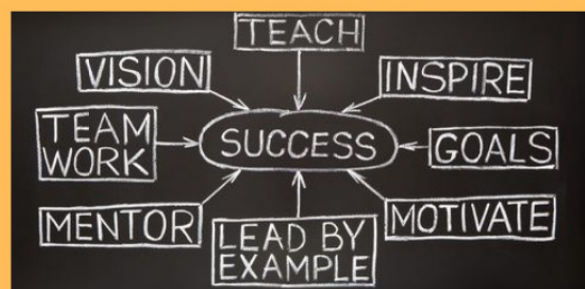 TEACH
VISION
INSPIRE
TEAM
WORK
SUCCESS
GOALS
MENTOR
LEAD BY
EXAMPLE
MOTIVATE